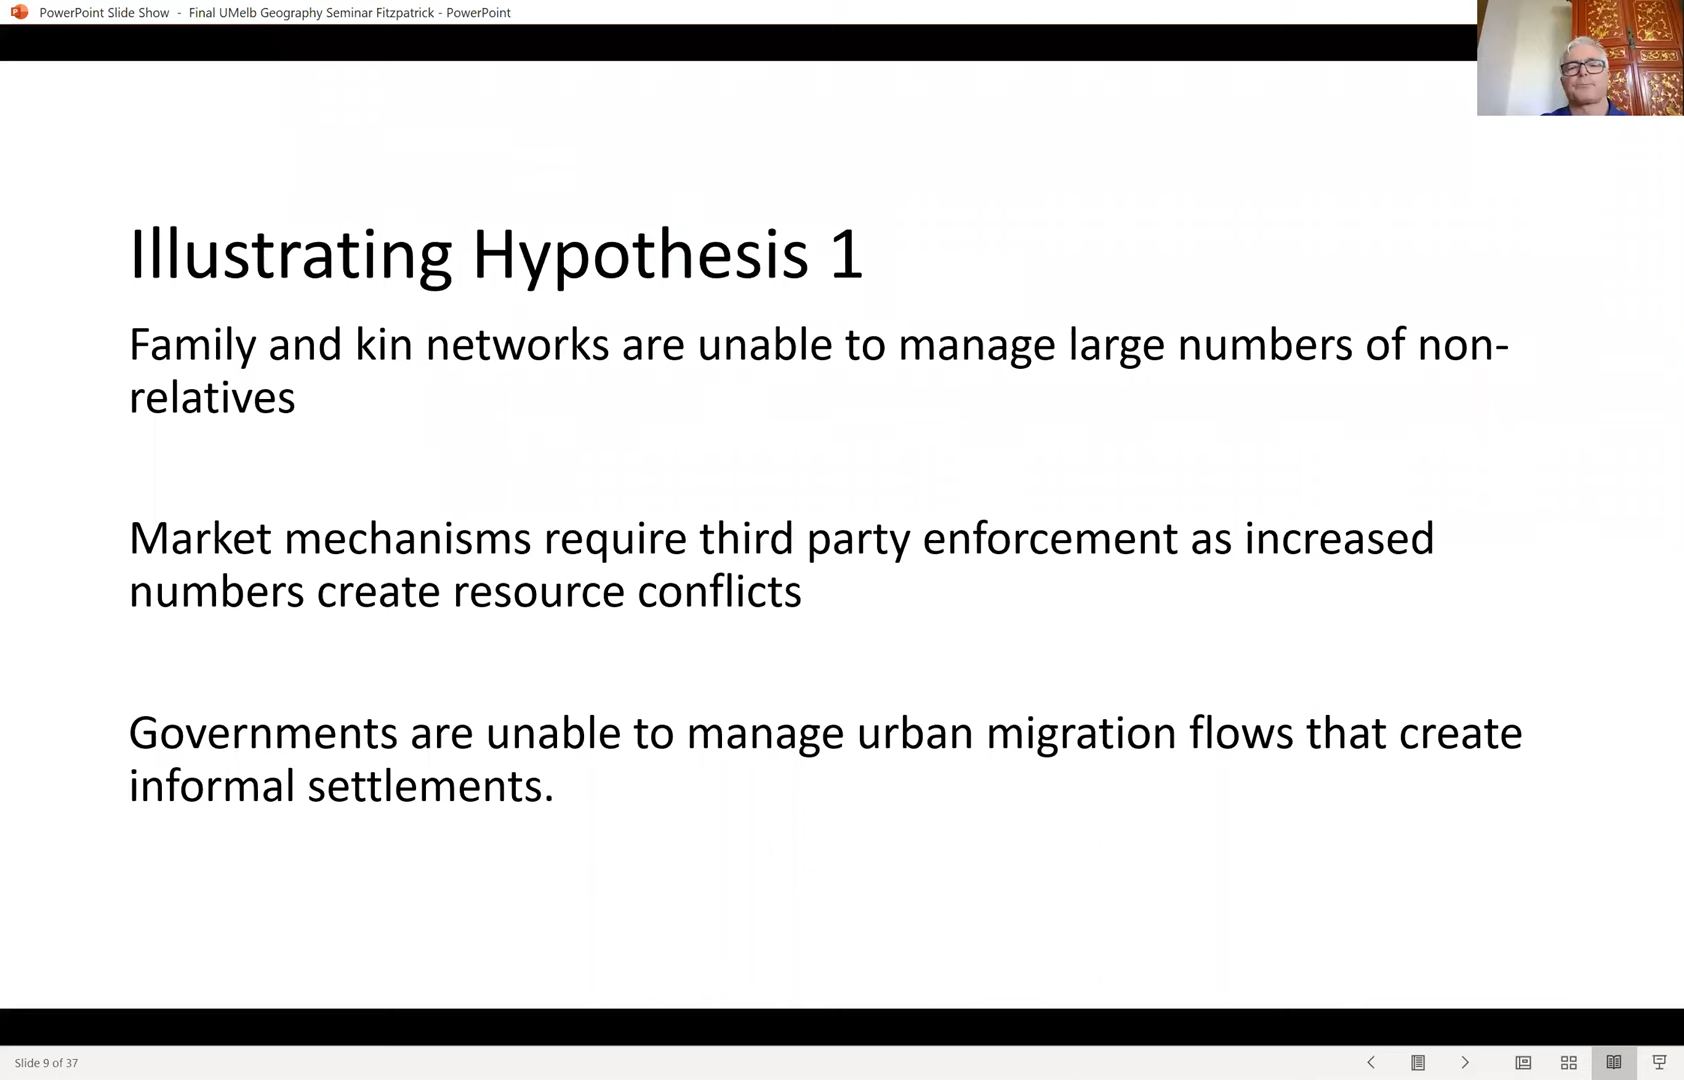 PowerPoint Slide Show - Final UMelb Geography Seminar Fitzpatrick - PowerPoint
Illustrating Hypothesis 1
Family and kin networks are unable to manage large numbers of non-
relatives
Market mechanisms require third party enforcement as increased
numbers create resource conflicts
Governments are unable to manage urban migration flows that create
informal settlements.
Slide 9 of 37